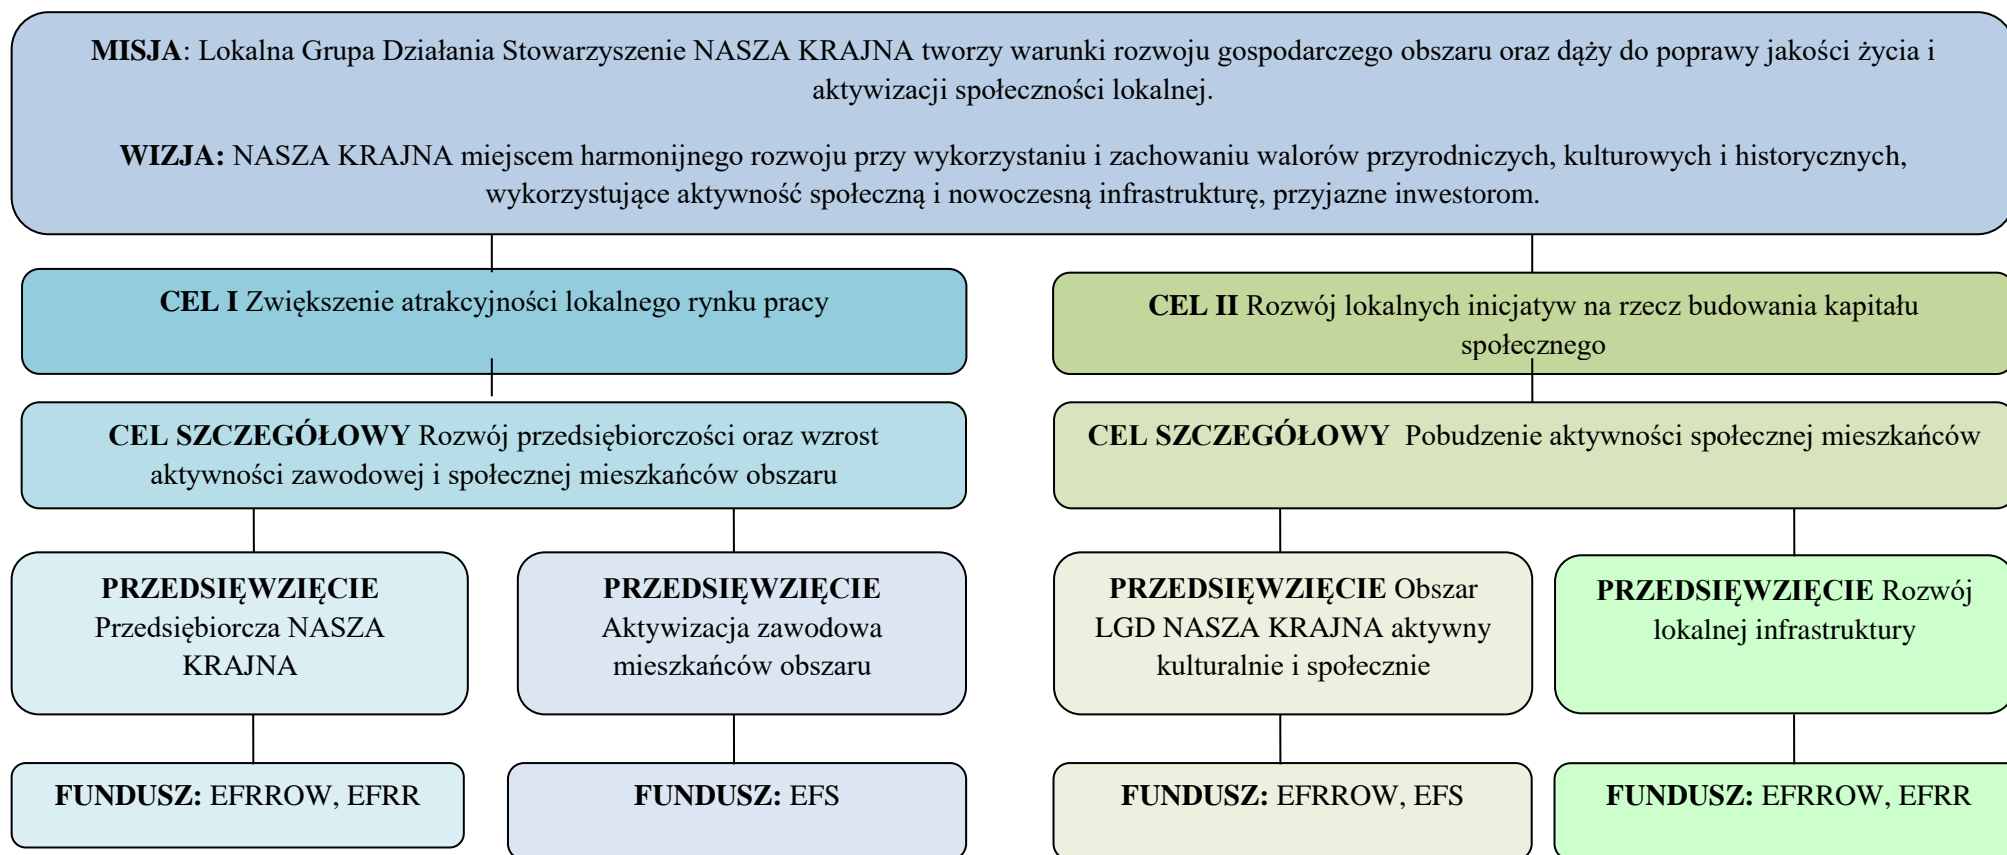 MISJA: Lokalna Grupa Działania Stowarzyszenie NASZA KRAJNA tworzy warunki rozwoju gospodarczego obszaru oraz dąży do poprawy jakości życia i
aktywizacji społeczności lokalnej.
WIZJA: NASZA KRAJNA miejscem harmonijnego rozwoju przy wykorzystaniu i zachowaniu walorów przyrodniczych, kulturowych i historycznych,
wykorzystujące aktywność społeczną i nowoczesną infrastrukturę, przyjazne inwestorom.
CEL I Zwiększenie atrakcyjności lokalnego rynku pracy
CEL II Rozwój lokalnych inicjatyw na rzecz budowania kapitału
społecznego
CEL SZCZEGÓŁOWY Rozwój przedsiębiorczości oraz wzrost
aktywności zawodowej i społecznej mieszkańców obszaru
CEL SZCZEGÓŁOWY Pobudzenie aktywności społecznej mieszkańców
PRZEDSIĘWZIĘCIE
Przedsiębiorcza NASZA
KRAJNA
PRZEDSIĘWZIĘCIE
Aktywizacja zawodowa
mieszkańców obszaru
PRZEDSIĘWZIĘCIE Obszar
LGD NASZA KRAJNA aktywny
kulturalnie i społecznie
PRZEDSIĘWZIĘCIE Rozwój
lokalnej infrastruktury
FUNDUSZ: EFRROW, EFRR
FUNDUSZ: EFS
FUNDUSZ: EFRROW, EFS
FUNDUSZ: EFRROW, EFRR